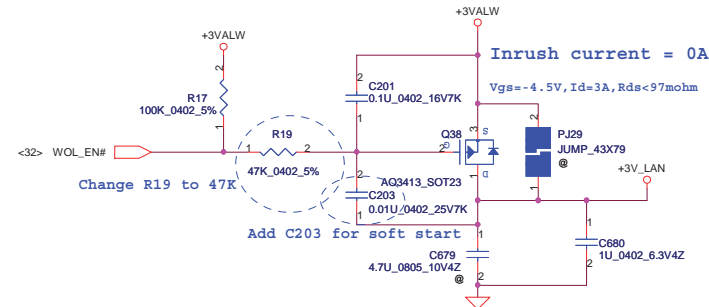 +3VALW
+3VALW
Inrush current = 0A
Vgs=-4.5V,Id=3A,Rds<97mohm
2
R17
100K_0402_5%
1
2
C201
0.1U_0402_16V7K
1
<32> WOL_EN#
R19
1
2
47K_0402_5%
Change R19 to 47K
Q38
2
G
3
S
1
D
AO3413_SOT23
2
PJ29
JUMP_43X79
@
1
+3V_LAN
2
C203
0.01U_0402_25V7K
1
Add C203 for soft start
1
C679
4.7U_0805_10V4Z
@
2
1
C680
1U_0402_6.3V4Z
2